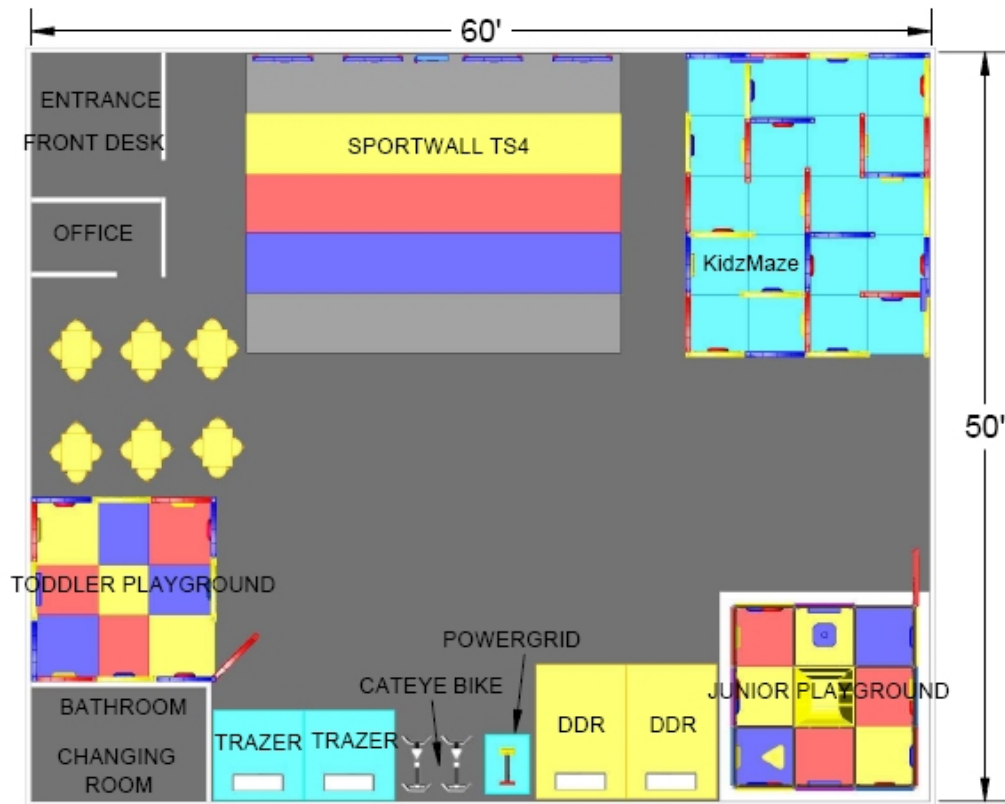 60'
ENTRANCE
FRONT DESK
SPORTWALL TS4
OFFICE
KidzMaze
50'
TODDLER PLAYGROUND
POWERGRID
CATEYE BIKE
JUNIOR PLAYGROUND
BATHROOM
CHANGING
ROOM
TRAZER
TRAZER
DDR
DDR